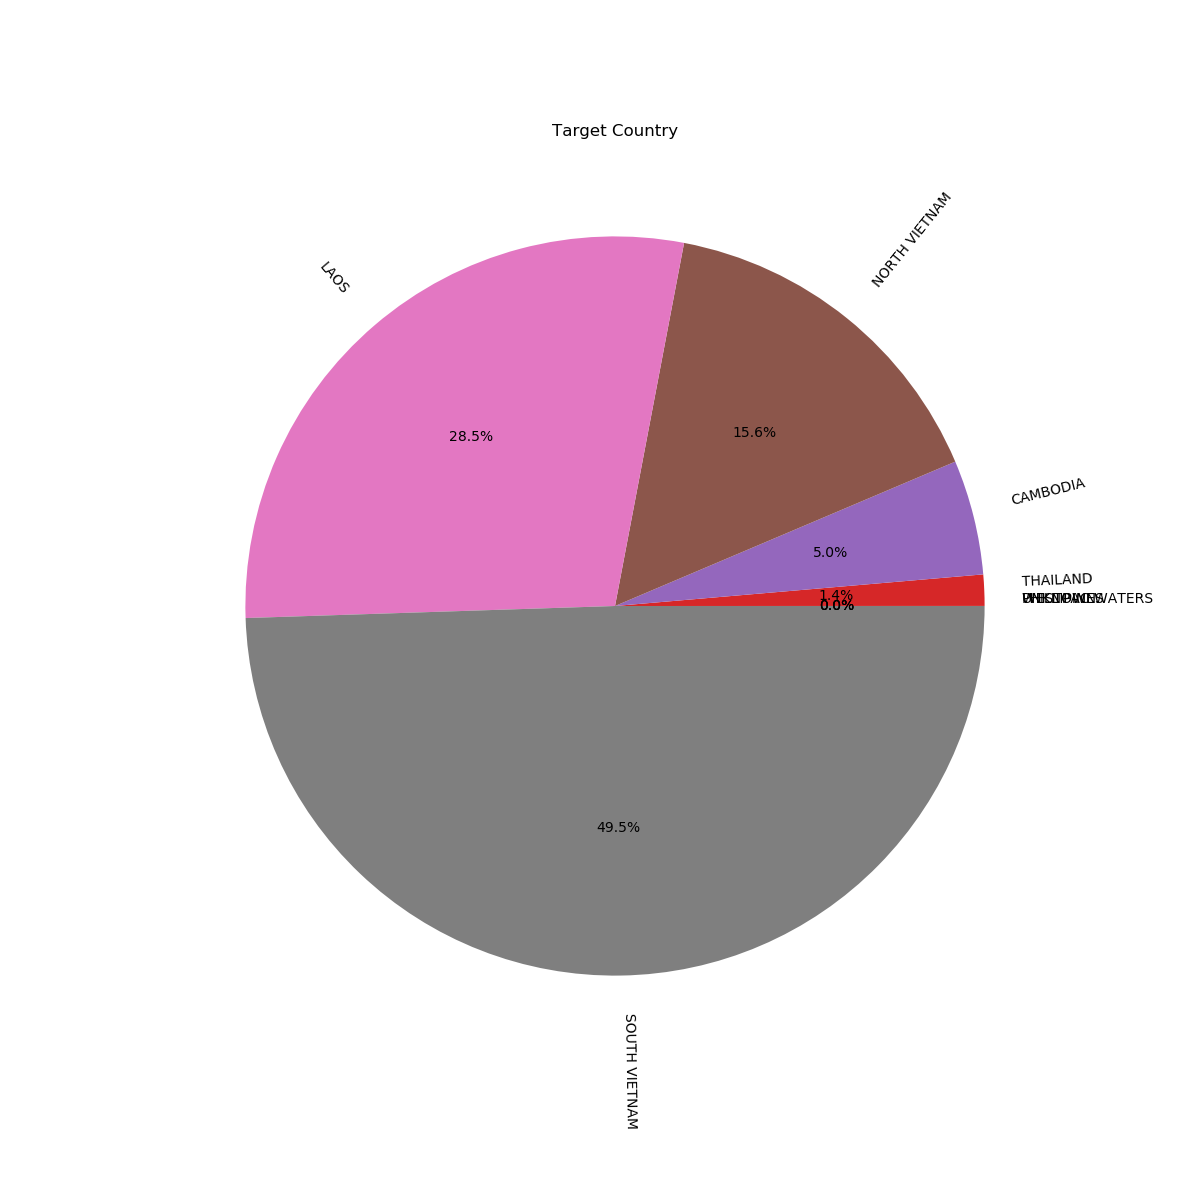 Target Country
NORTH VIETNAM
LAOS
15.6%
28.5%
CAMBODIA
5.0%
THAILAND
1.4%
0.0%
49.5%
SOUTH VIETNAM